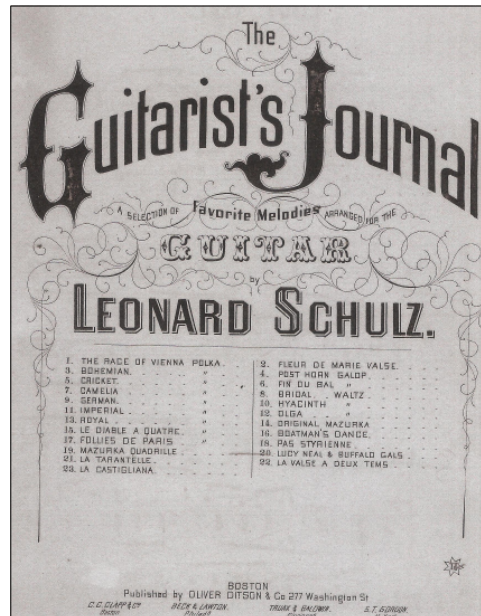 The
Guitarist's Journal
A SELECTION OF Favorite Melodies ARRANGED FOR THE
GUITAR
by
LEONARD SCHULZ.
1. THE RAGE OF VIENNA POLKA.
3. BOHEMIAN. "
5. CRICKET. "
7. CAMELIA "
9. GERMAN. "
11. IMPERIAL "
13. ROYAL "
15. LE DIABLE A QUATRE. "
17. FOLLIES DE PARIS "
19. MAZURKA QUADRILLE
21. LA TARANTELLE.
23. LA CASTIGLIANA.
2. FLEUR DE MARIE VALSE.
4. POST HORN GALOP
6. FIN DU BAL "
8. BRIDAL WALTZ
10. HYACINTH "
12. OLGA "
14. ORIGINAL MAZURKA
16. BOATMAN'S DANCE.
18. PAS STYRIENNE
20. LUCY NEAL & BUFFALO GALS
22. LA VALSE A DEUX TEMS
BOSTON
Published by OLIVER DITSON & Co 277 Washington St
C.C. CLAPP & Co BECK & LAWTON. TRUAX & BALDWIN. S.T. GORDON
Boston Philada